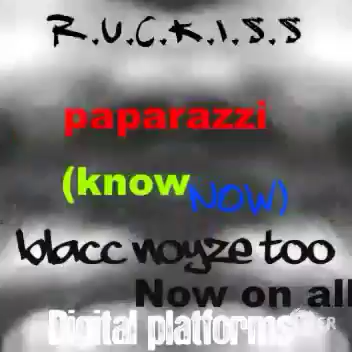 R.U.C.K.I.S.S
paparazzi
(know NOW)
blacc noyze too
Now on all
Digital platforms